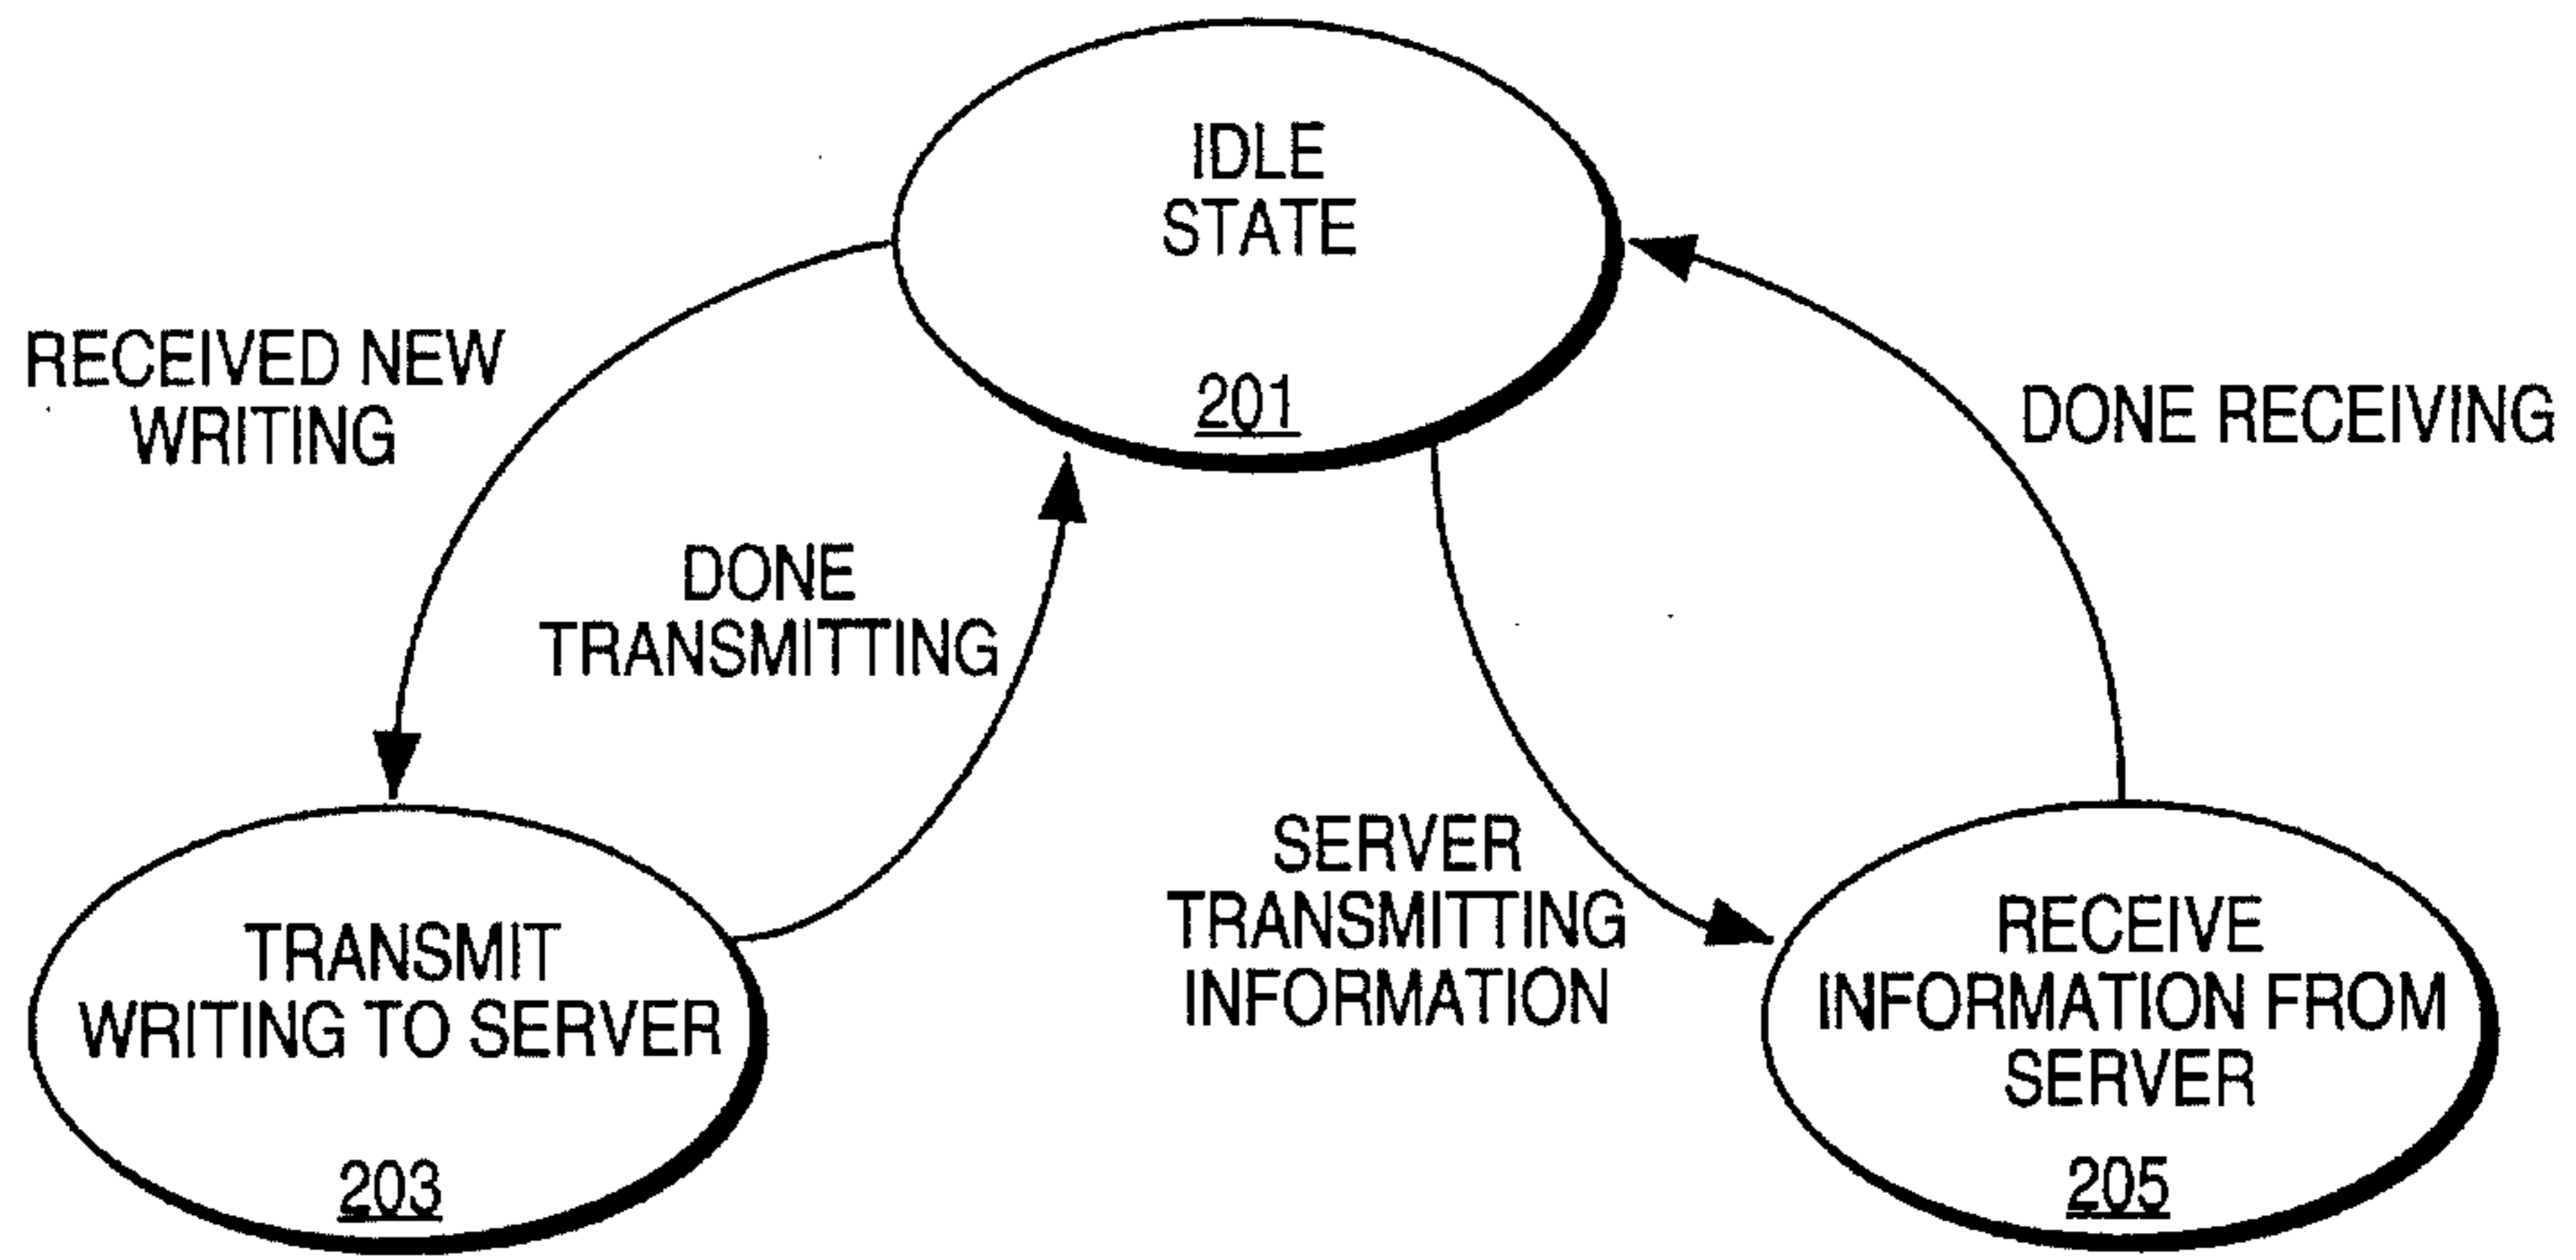 IDLE
STATE
201
RECEIVED NEW
WRITING
DONE RECEIVING
DONE
TRANSMITTING
SERVER
TRANSMITTING
INFORMATION
TRANSMIT
WRITING TO SERVER
203
RECEIVE
INFORMATION FROM
SERVER
205